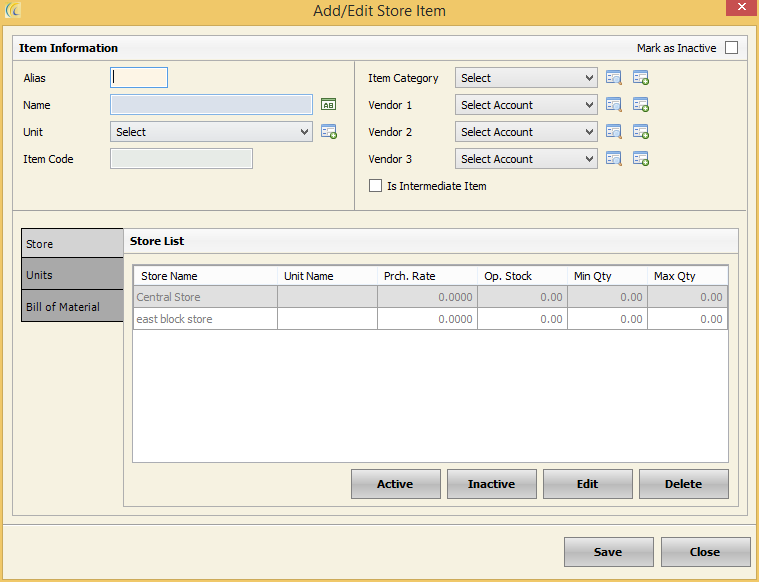 Add/Edit Store Item
Item Information
Mark as Inactive
Alias
Name
AB
Unit
Select
Item Code
Item Category
Select
Vendor 1
Select Account
Vendor 2
Select Account
Vendor 3
Select Account
Is Intermediate Item
Store
Units
Bill of Material
Store List
Store Name Unit Name Prch. Rate Op. Stock Min Qty Max Qty
Central Store 0.0000 0.00 0.00 0.00
east block store 0.0000 0.00 0.00 0.00
Active Inactive Edit Delete
Save Close